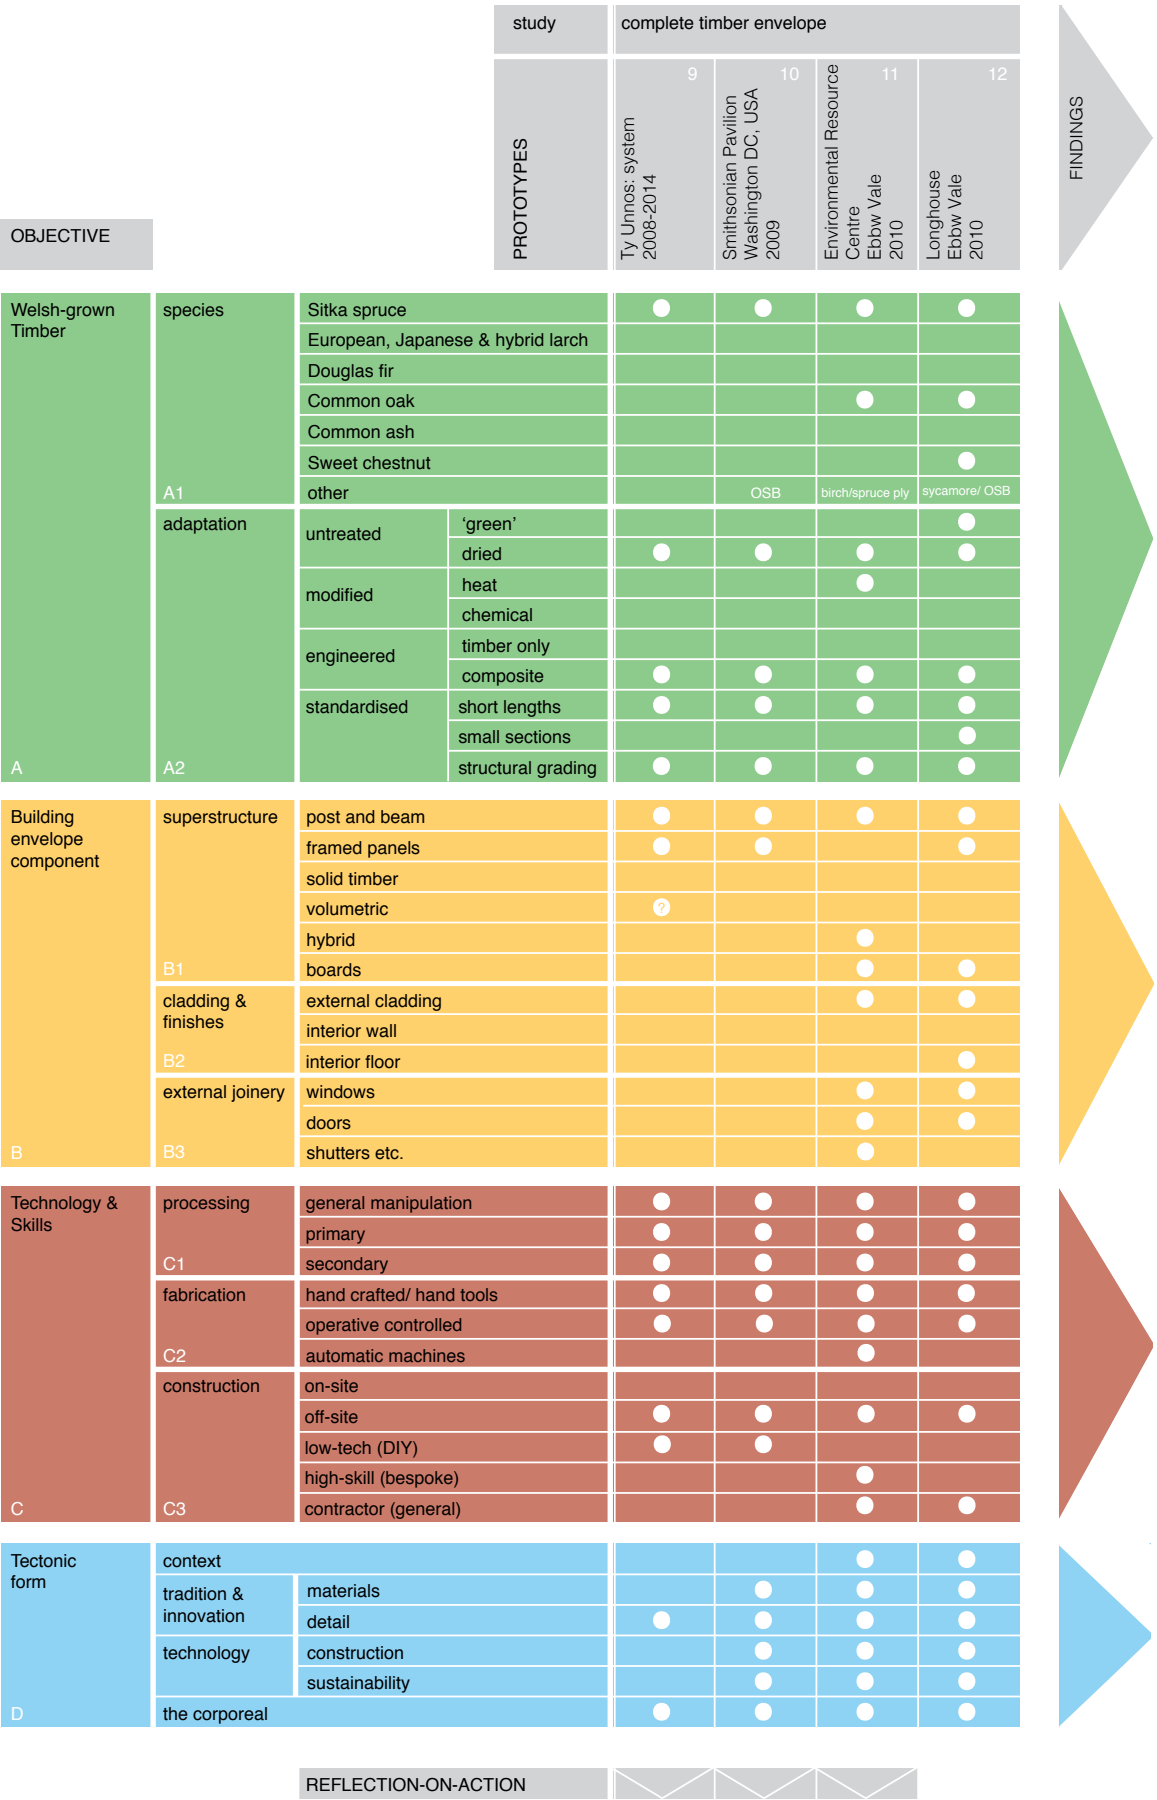 study
complete timber envelope
PROTOTYPES
9
Ty Unnos: system
2008-2014
10
Smithsonian Pavilion
Washington DC, USA
2009
11
Environmental Resource
Centre
Ebbw Vale
2010
12
Longhouse
Ebbw Vale
2010
FINDINGS
OBJECTIVE
Welsh-grown
Timber
A
species
A1
Sitka spruce
European, Japanese & hybrid larch
Douglas fir
Common oak
Common ash
Sweet chestnut
other
OSB
birch/spruce ply
sycamore/ OSB
adaptation
A2
untreated
'green'
dried
modified
heat
chemical
engineered
timber only
composite
standardised
short lengths
small sections
structural grading
Building
envelope
component
B
superstructure
B1
post and beam
framed panels
solid timber
volumetric
?
hybrid
boards
cladding &
finishes
B2
external cladding
interior wall
interior floor
external joinery
B3
windows
doors
shutters etc.
Technology &
Skills
C
processing
C1
general manipulation
primary
secondary
fabrication
C2
hand crafted/ hand tools
operative controlled
automatic machines
construction
C3
on-site
off-site
low-tech (DIY)
high-skill (bespoke)
contractor (general)
Tectonic
form
D
context
tradition &
innovation
materials
detail
technology
construction
sustainability
the corporeal
REFLECTION-ON-ACTION